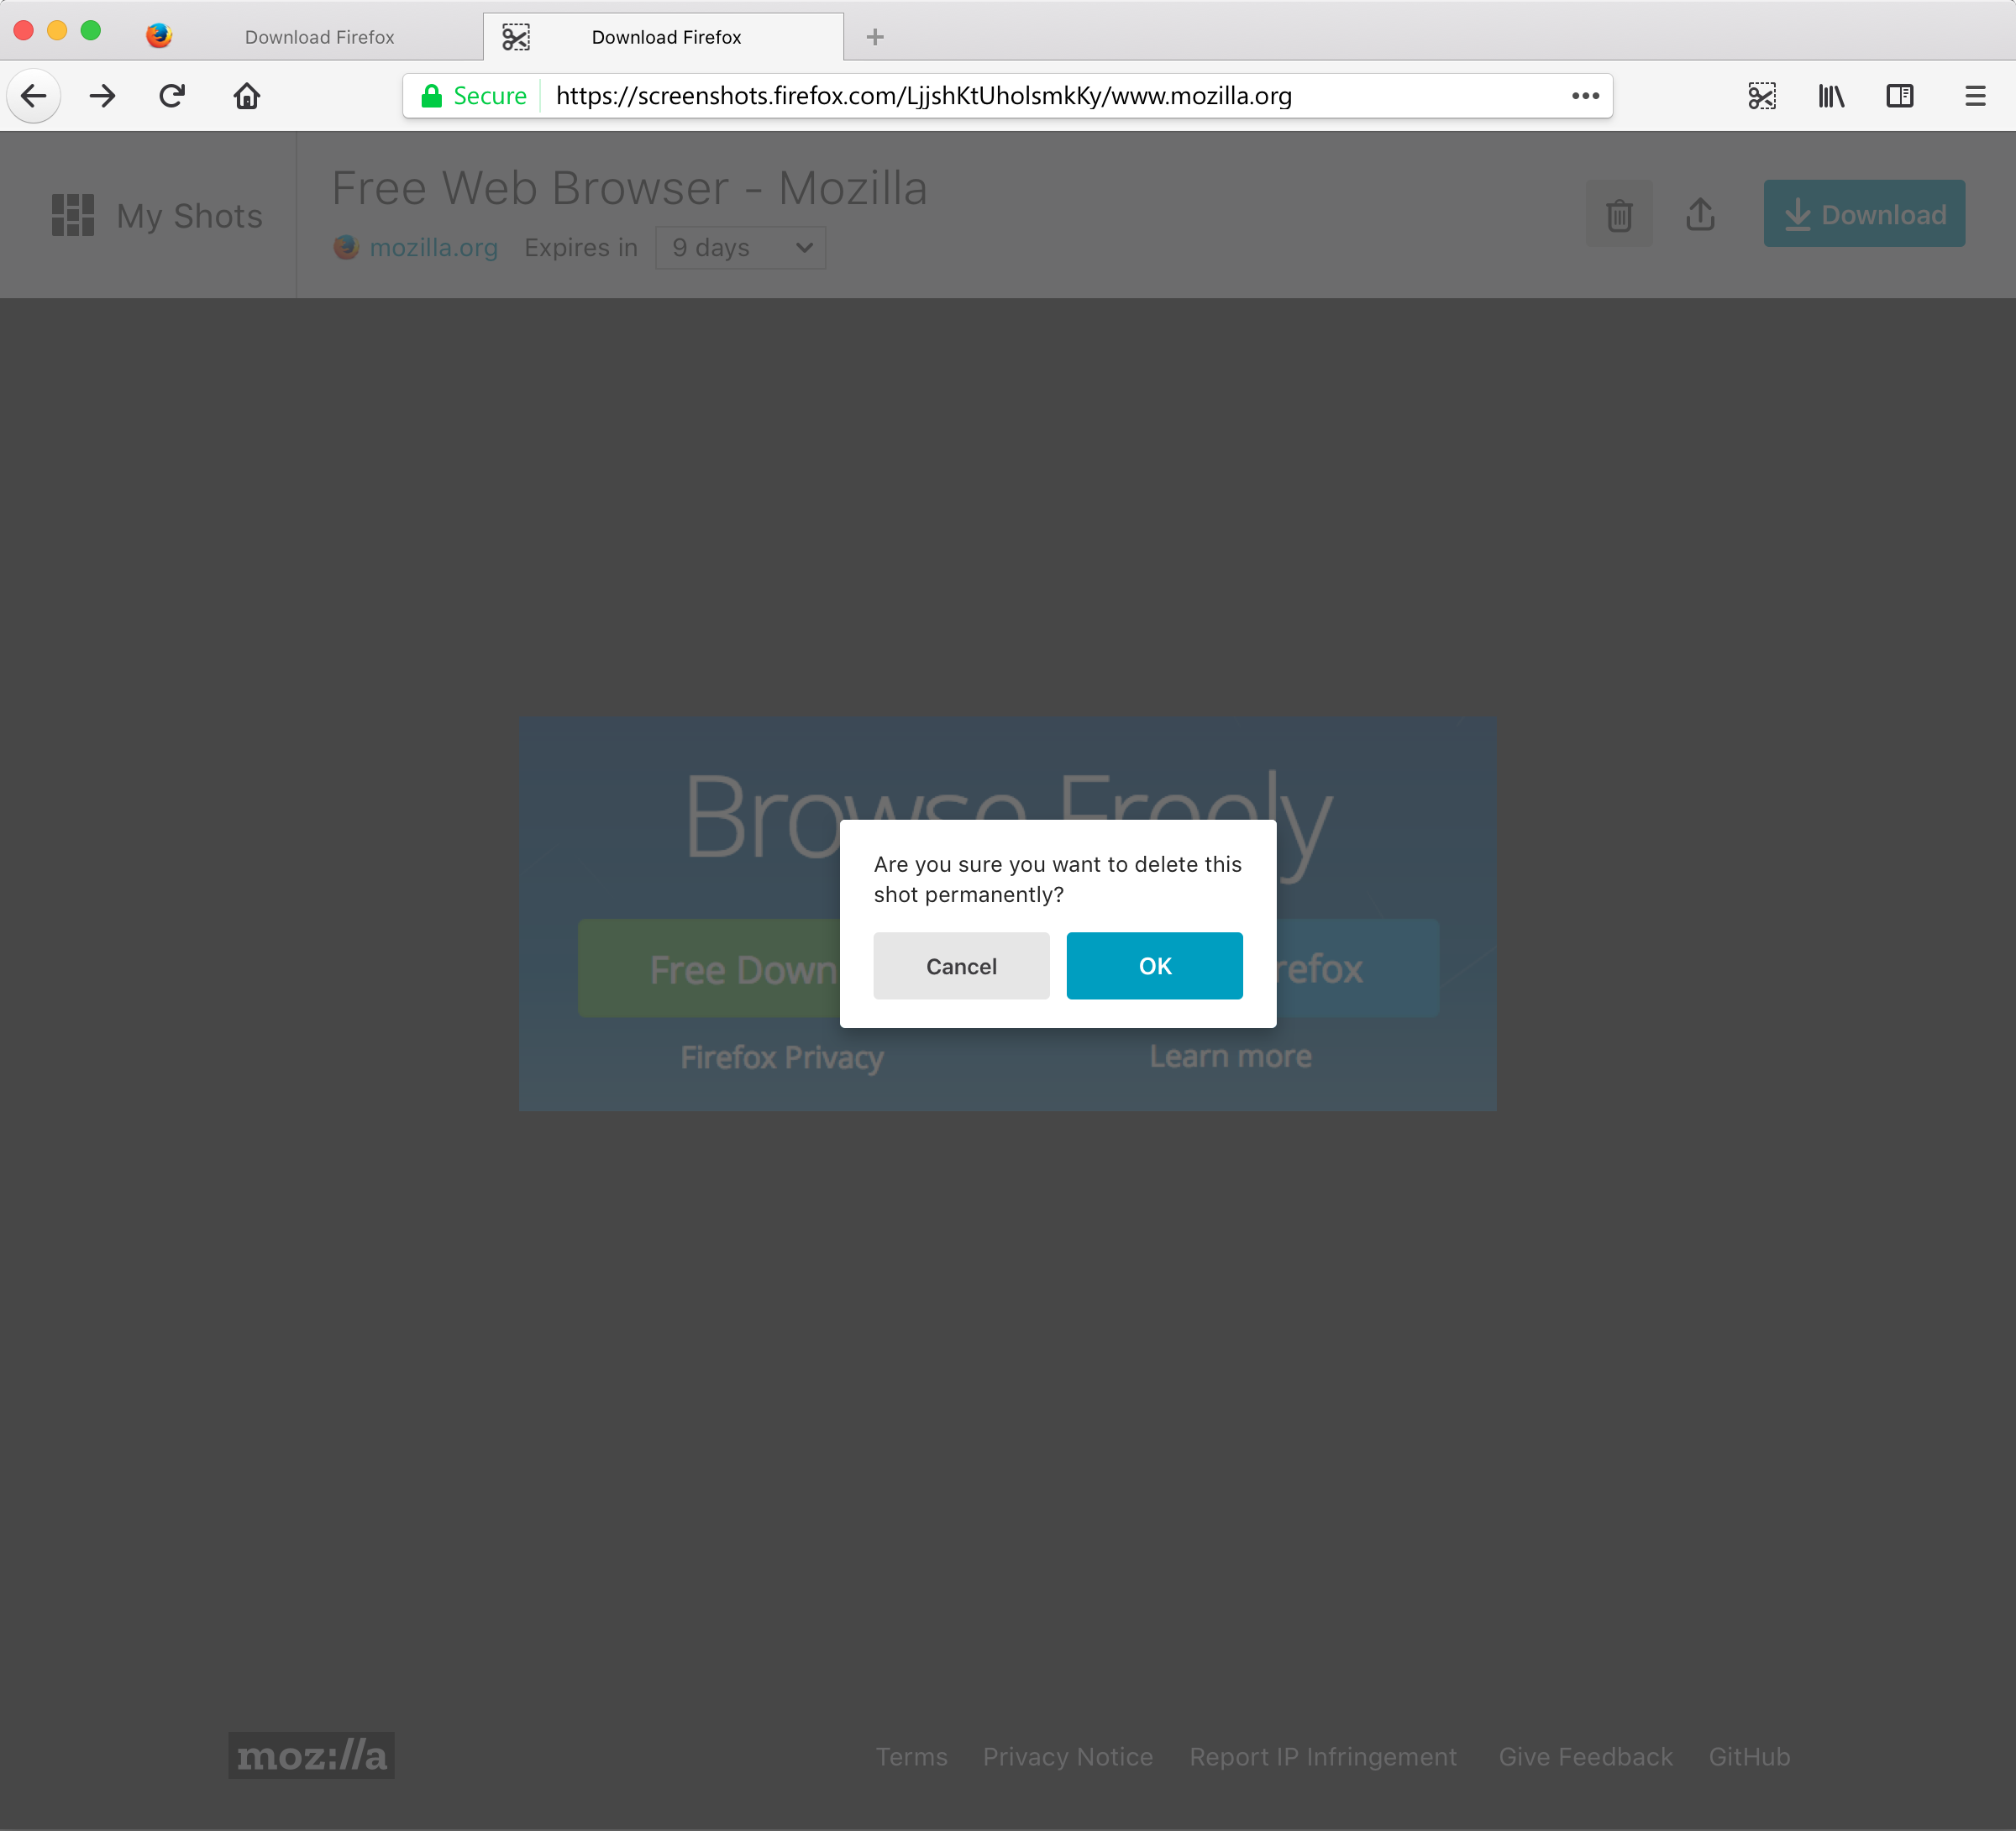 Download Firefox
Download Firefox
Secure
https://screenshots.firefox.com/LjjshKtUholsmkKy/www.mozilla.org
My Shots
Free Web Browser - Mozilla
mozilla.org Expires in 9 days
Download
Browse Freely
Are you sure you want to delete this
shot permanently?
Cancel OK
Free Down
refox
Firefox Privacy
Learn more
moz://a
Terms Privacy Notice Report IP Infringement Give Feedback GitHub